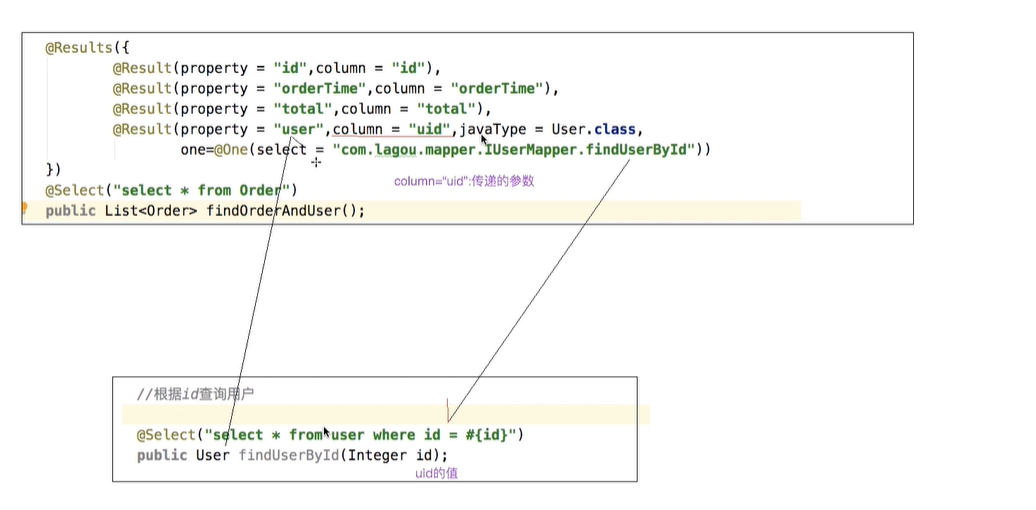 @Results({
@Result(property = "id",column = "id"),
@Result(property = "orderTime",column = "orderTime"),
@Result(property = "total",column = "total"),
@Result(property = "user",column = "uid",javaType = User.class,
one=@One(select = "com.lagou.mapper.IUserMapper.findUserById"))
})
column="uid":传递的参数
@Select("select * from Order")
public List<Order> findOrderAndUser();
//根据id查询用户
@Select("select * from user where id = #{id}")
public User findUserById(Integer id);
uid的值